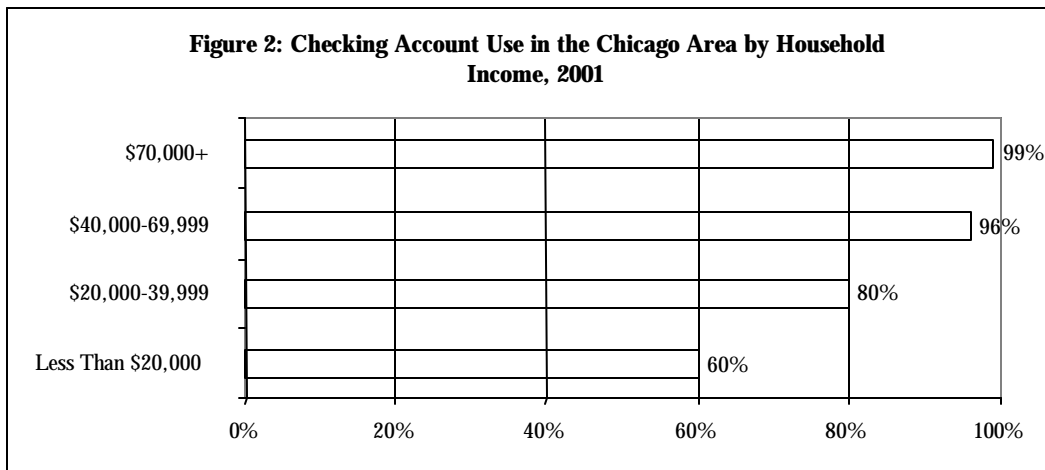 Figure 2: Checking Account Use in the Chicago Area by Household
Income, 2001
$70,000+
99%
$40,000-69,999
96%
$20,000-39,999
80%
Less Than $20,000
60%
0% 20% 40% 60% 80% 100%